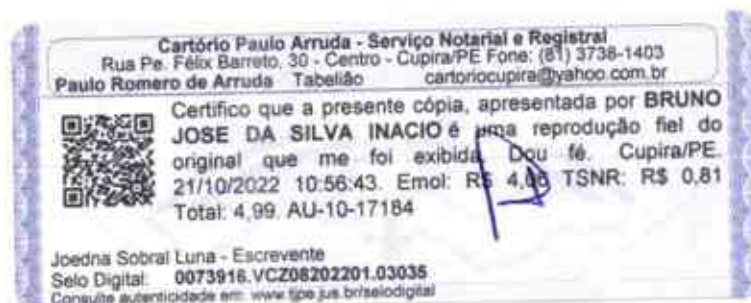 Cartório Paulo Arruda - Serviço Notarial e Registral
Rua Pe. Félix Barreto, 30 - Centro - Cupira/PE Fone: (81) 3738-1403
Paulo Romero de Arruda Tabelião cartoriocupira@yahoo.com.br
Certifico que a presente cópia, apresentada por BRUNO
JOSE DA SILVA INACIO é uma reprodução fiel do
original que me foi exibida. Dou fé. Cupira/PE.
21/10/2022 10:56:43. Emol: R$ TSNR: R$ 0,81
Total: 4,99. AU-10-17184
Joedna Sobral Luna - Escrevente
Selo Digital: 0073916.VCZ08202201.03035
Consulte autenticidade em: www.tjpe.jus.br/selodigital